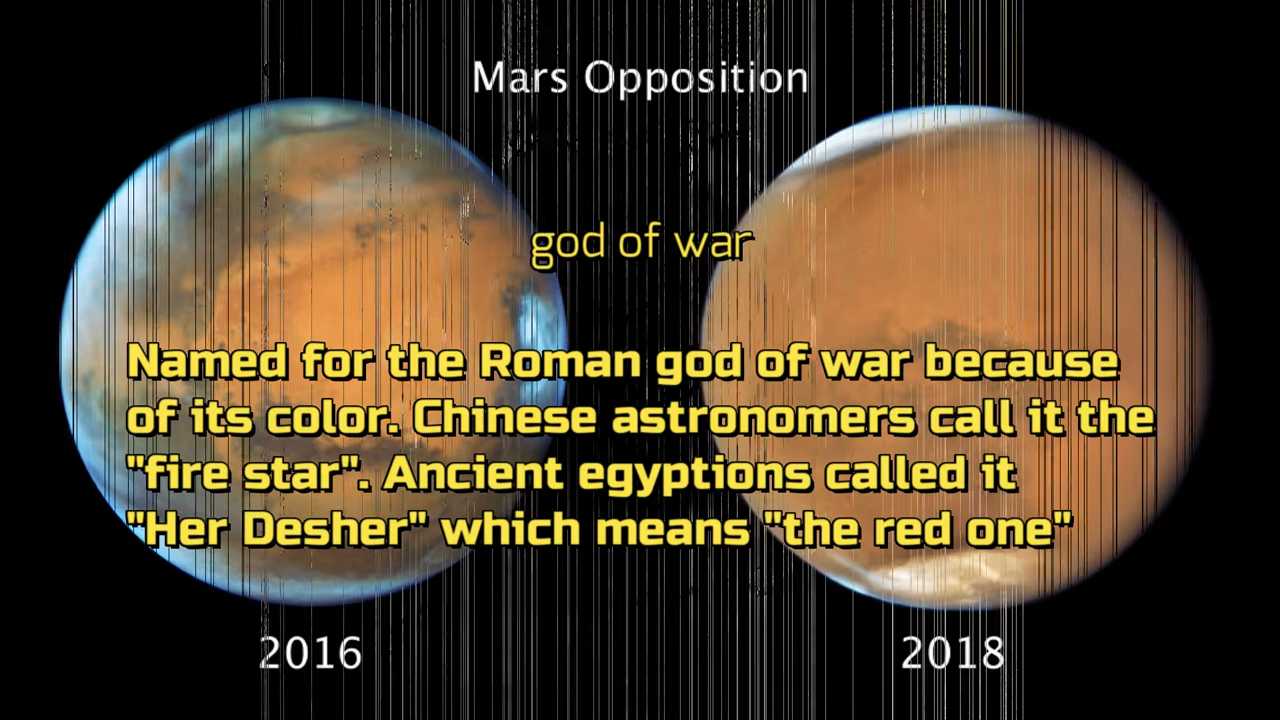 Mars Opposition
god of war
Named for the Roman god of war because
of its color. Chinese astronomers call it the
"fire star". Ancient egyptions called it
"Her Desher" which means "the red one"
2016
2018